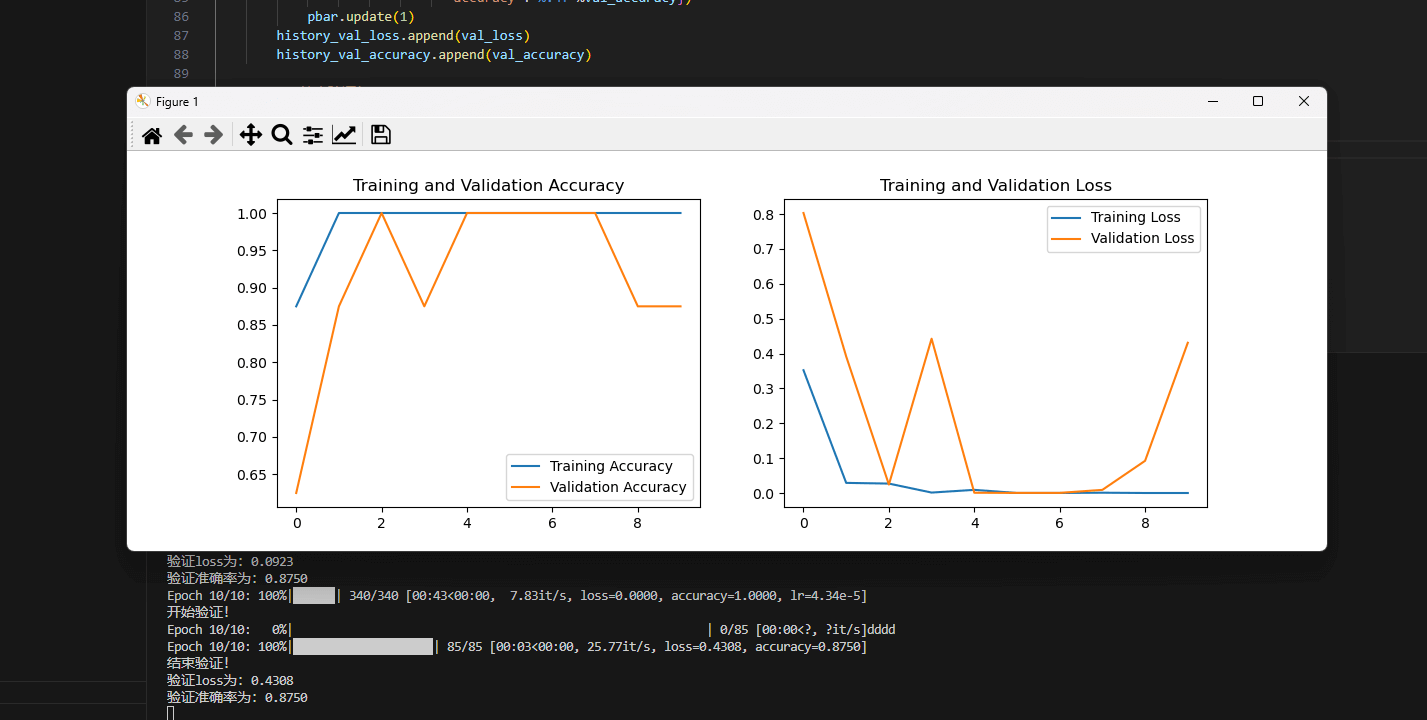 86 pbar.update(1)
87 history_val_loss.append(val_loss)
88 history_val_accuracy.append(val_accuracy)
89
Figure 1
Training and Validation Accuracy
1.00
0.95
0.90
0.85
0.80
0.75
0.70
0.65
Training Accuracy
Validation Accuracy
0 2 4 6 8
Training and Validation Loss
Training Loss
Validation Loss
0.8
0.7
0.6
0.5
0.4
0.3
0.2
0.1
0.0
0 2 4 6 8
验证loss为: 0.0923
验证准确率为: 0.8750
Epoch 10/10: 100%| | 340/340 [00:43<00:00, 7.83it/s, loss=0.0000, accuracy=1.0000, lr=4.34e-5]
开始验证!
Epoch 10/10: 0%| | 0/85 [00:00<?, ?it/s]dddd
Epoch 10/10: 100%| | 85/85 [00:03<00:00, 25.77it/s, loss=0.4308, accuracy=0.8750]
结束验证!
验证loss为: 0.4308
验证准确率为: 0.8750